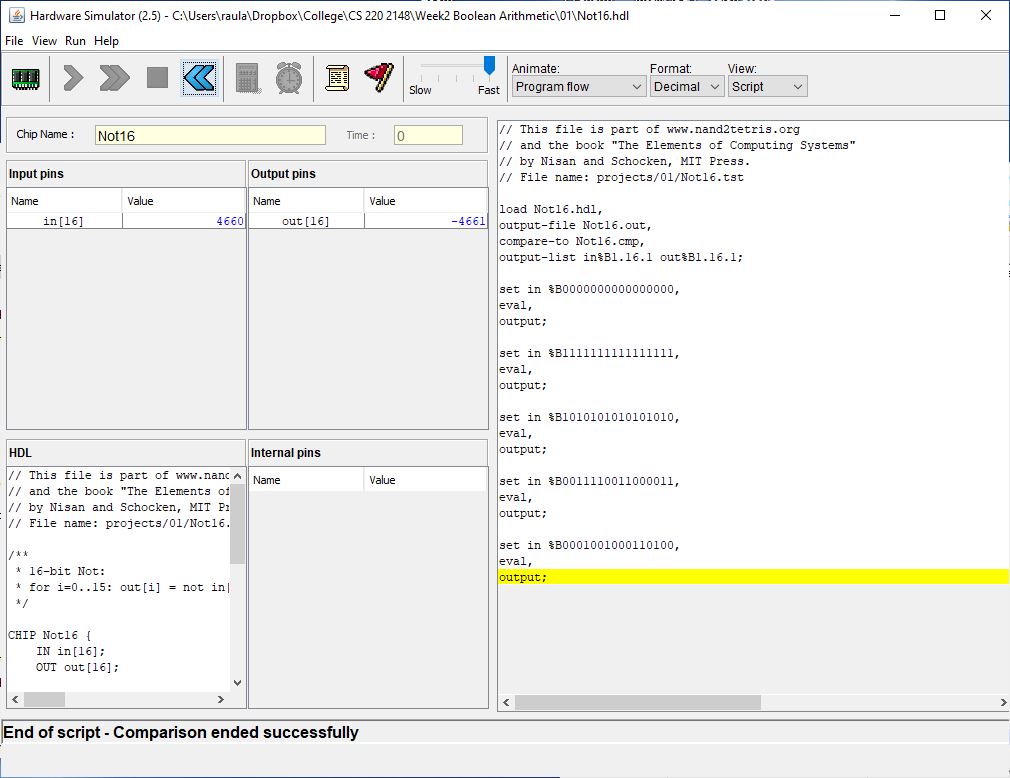 Hardware Simulator (2.5) - C:\Users\raula\Dropbox\College\CS 220 2148\Week2 Boolean Arithmetic\01\Not16.hdl
File View Run Help
Slow Fast
Animate: Format: View:
Program flow Decimal Script
Chip Name : Not16 Time : 0
Input pins
Name Value
in[16] 4660
Output pins
Name Value
out[16] -4661
HDL
// This file is part of www.nand
// and the book "The Elements of
// by Nisan and Schocken, MIT Pr
// File name: projects/01/Not16.
/**
* 16-bit Not:
* for i=0..15: out[i] = not in[
*/
CHIP Not16 {
IN in[16];
OUT out[16];
Internal pins
Name Value
// This file is part of www.nand2tetris.org
// and the book "The Elements of Computing Systems"
// by Nisan and Schocken, MIT Press.
// File name: projects/01/Not16.tst
load Not16.hdl,
output-file Not16.out,
compare-to Not16.cmp,
output-list in%B1.16.1 out%B1.16.1;
set in %B0000000000000000,
eval,
output;
set in %B1111111111111111,
eval,
output;
set in %B1010101010101010,
eval,
output;
set in %B0011110011000011,
eval,
output;
set in %B0001001000110100,
eval,
output;
End of script - Comparison ended successfully